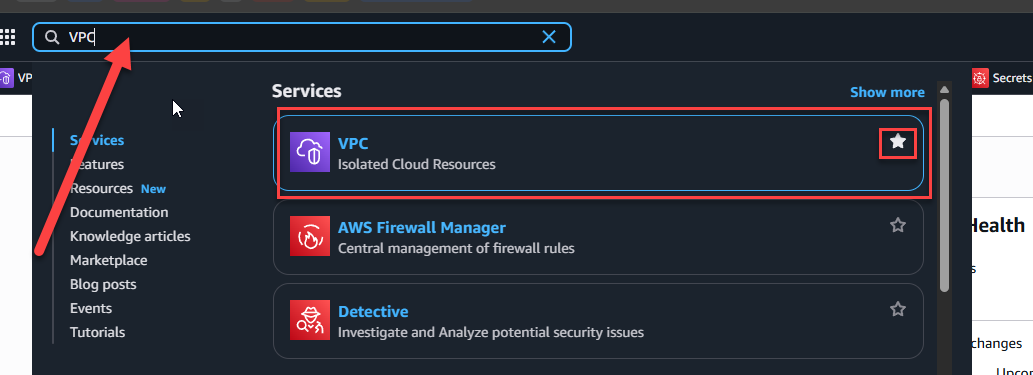 VPC
VP
Secrets
Services
Show more
Services
Features
Resources New
Documentation
Knowledge articles
Marketplace
Blog posts
Events
Tutorials
VPC
Isolated Cloud Resources
AWS Firewall Manager
Central management of firewall rules
Detective
Investigate and Analyze potential security issues
Health
s
changes
Upcom